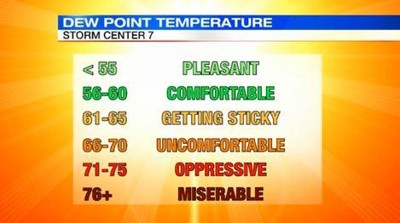 DEW POINT TEMPERATURE
STORM CENTER 7
< 55 PLEASANT
56-60 COMFORTABLE
61-65 GETTING STICKY
66-70 UNCOMFORTABLE
71-75 OPPRESSIVE
76+ MISERABLE